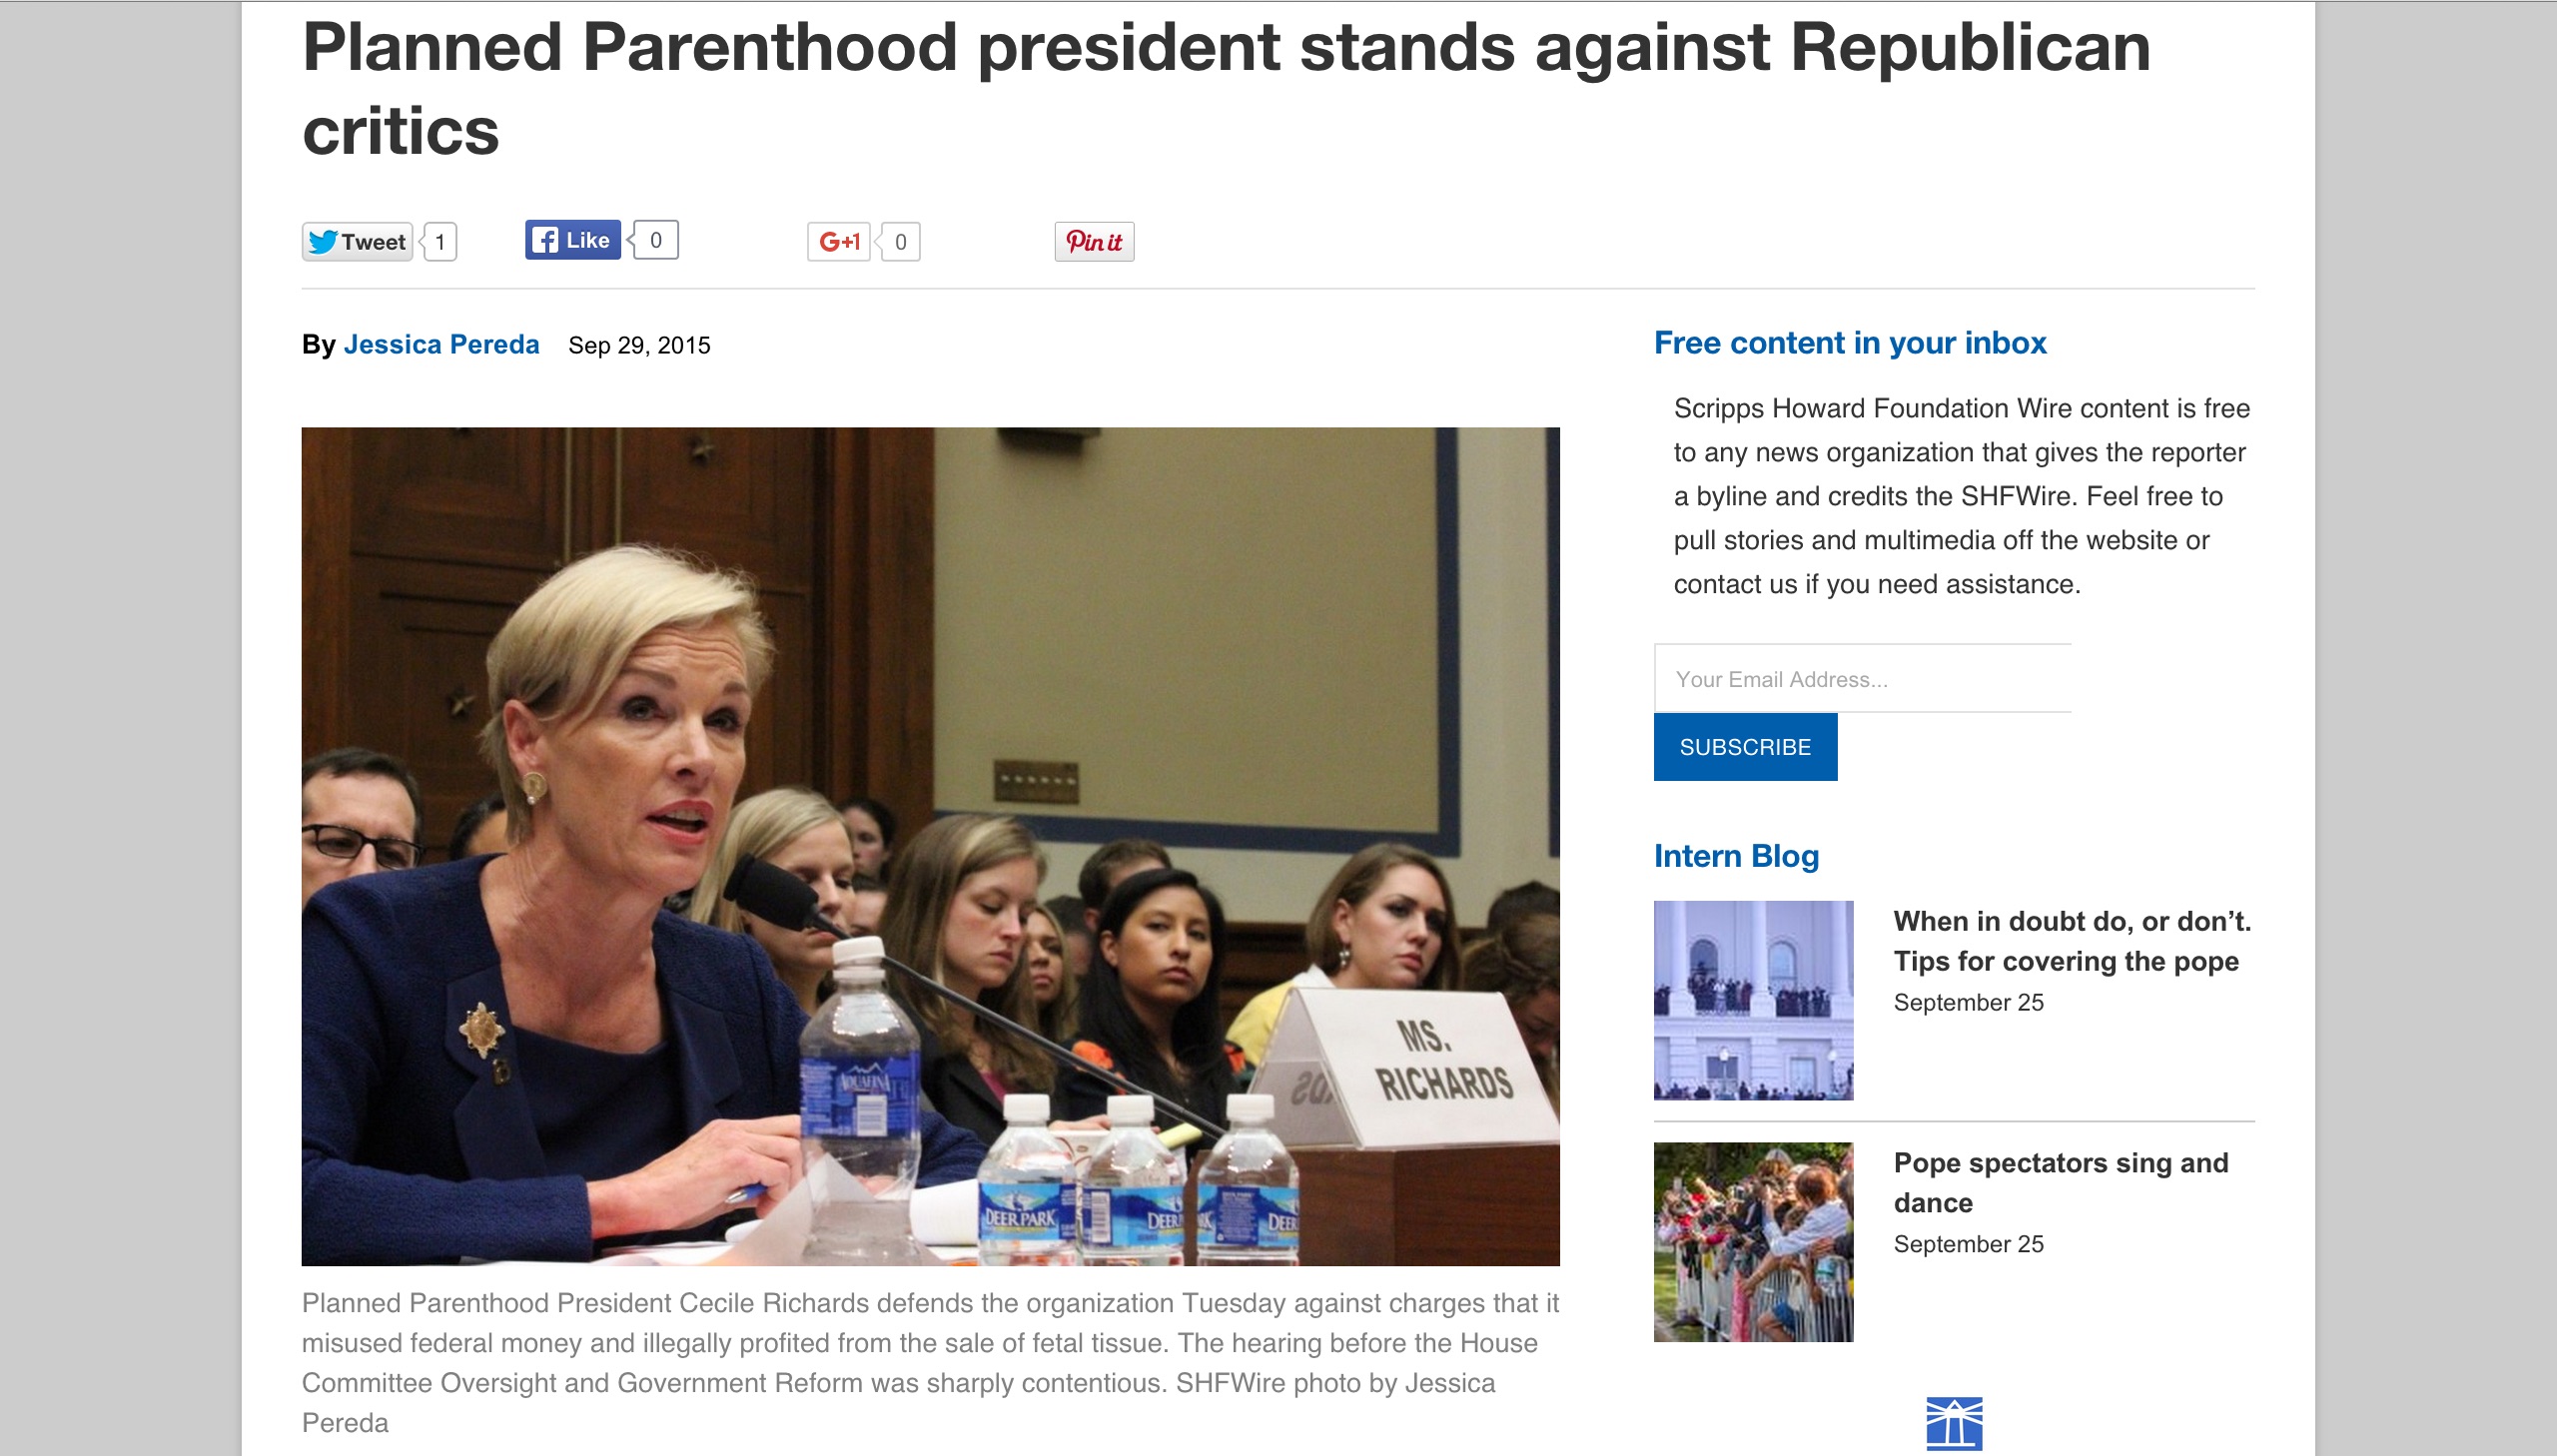 Planned Parenthood president stands against Republican
critics
Tweet 1
Like 0
G+1 0
Pin it
By Jessica Pereda Sep 29, 2015
MS.
RICHARDS
AQUAFINA
DEER PARK
DEER PARK
DEER
Planned Parenthood President Cecile Richards defends the organization Tuesday against charges that it
misused federal money and illegally profited from the sale of fetal tissue. The hearing before the House
Committee Oversight and Government Reform was sharply contentious. SHFWire photo by Jessica
Pereda
Free content in your inbox
Scripps Howard Foundation Wire content is free
to any news organization that gives the reporter
a byline and credits the SHFWire. Feel free to
pull stories and multimedia off the website or
contact us if you need assistance.
Your Email Address...
SUBSCRIBE
Intern Blog
When in doubt do, or don’t.
Tips for covering the pope
September 25
Pope spectators sing and
dance
September 25